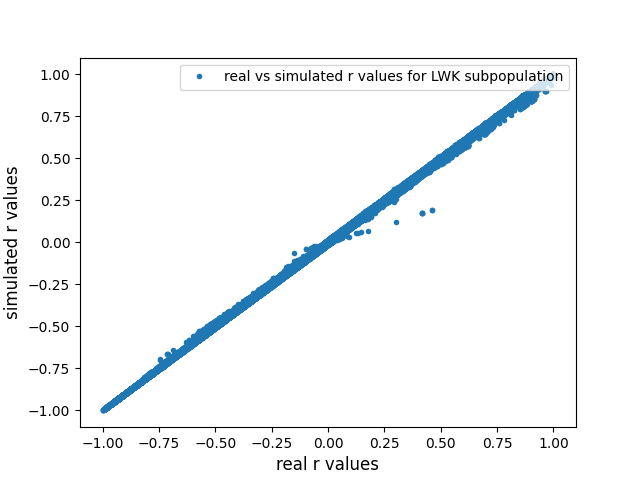 real vs simulated r values for LWK subpopulation
1.00
0.75
0.50
0.25
0.00
−0.25
−0.50
−0.75
−1.00
simulated r values
−1.00 −0.75 −0.50 −0.25 0.00 0.25 0.50 0.75 1.00
real r values